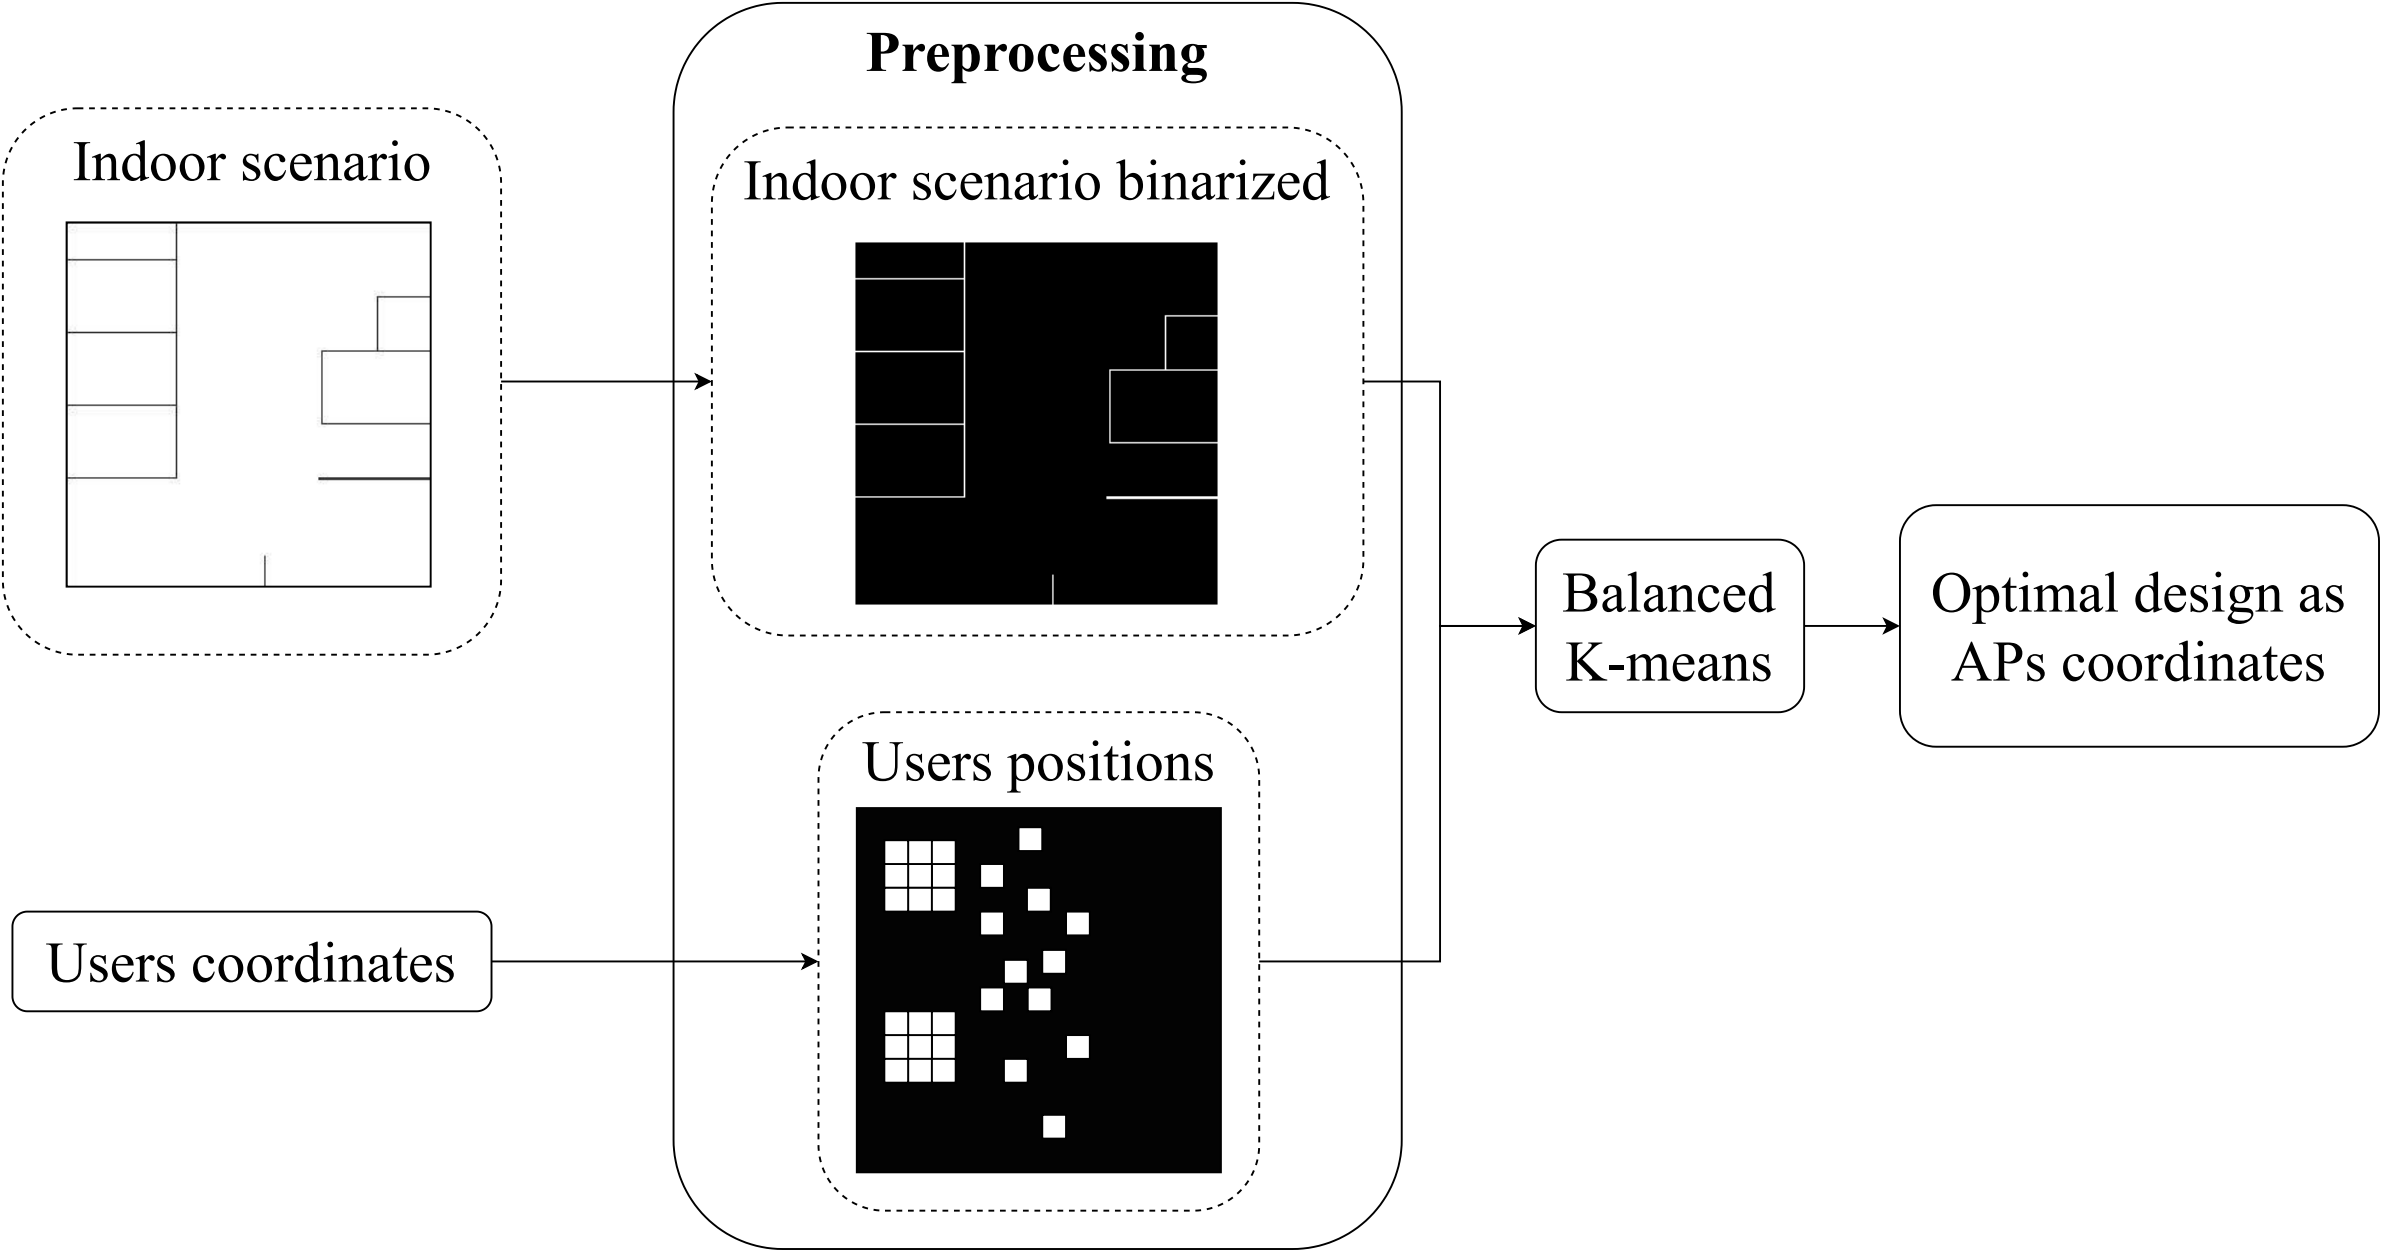 Preprocessing
Indoor scenario
Indoor scenario binarized
Users positions
Users coordinates
Balanced
K-means
Optimal design as
APs coordinates